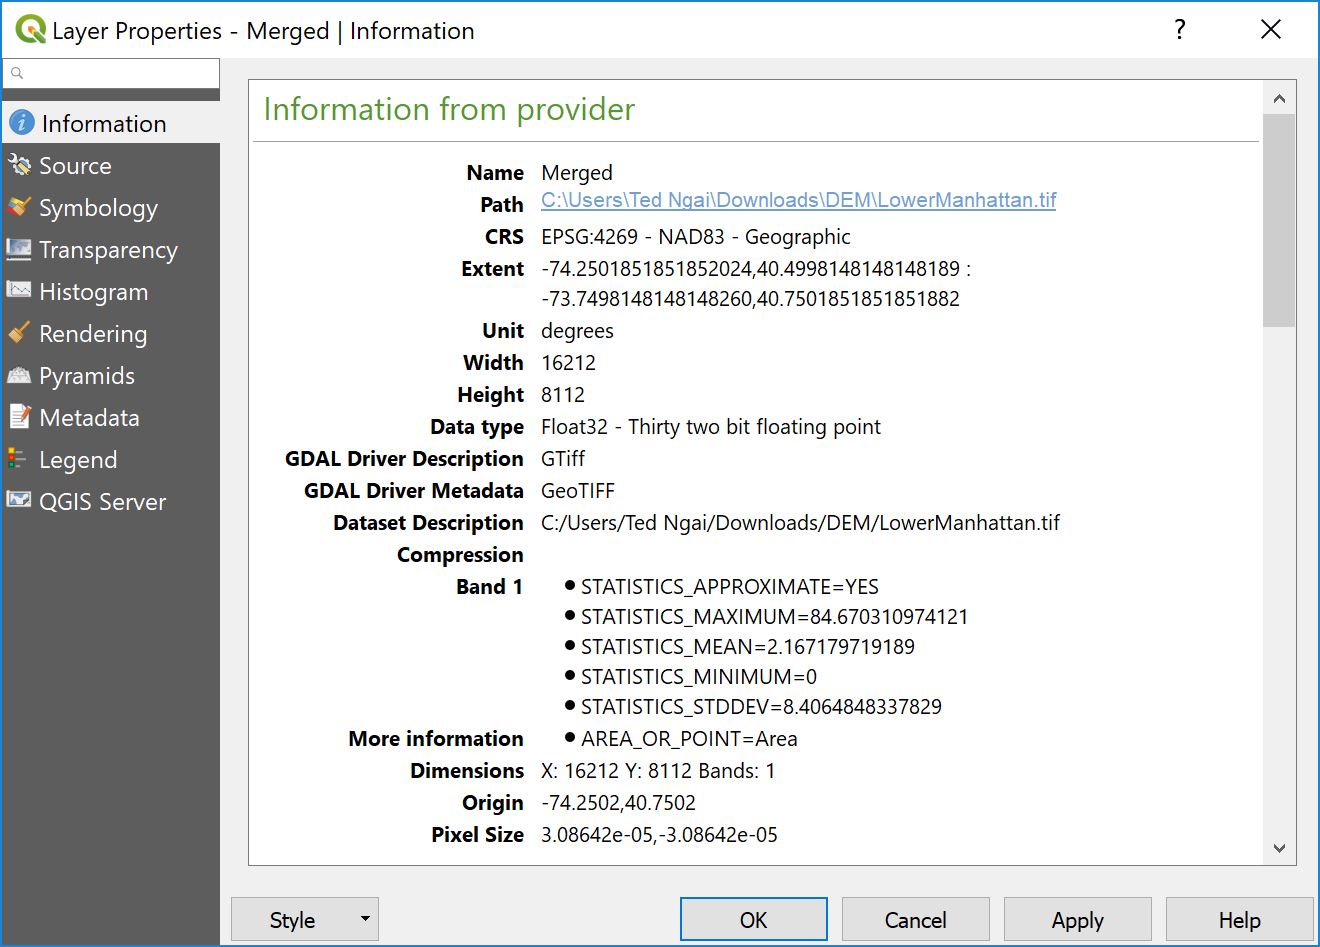 Layer Properties - Merged | Information
?
Information
Source
Symbology
Transparency
Histogram
Rendering
Pyramids
Metadata
Legend
QGIS Server
Information from provider
Name Merged
Path C:\Users\Ted Ngai\Downloads\DEM\LowerManhattan.tif
CRS EPSG:4269 - NAD83 - Geographic
Extent -74.2501851851852024,40.4998148148148189 :
-73.7498148148148260,40.7501851851851882
Unit degrees
Width 16212
Height 8112
Data type Float32 - Thirty two bit floating point
GDAL Driver Description GTiff
GDAL Driver Metadata GeoTIFF
Dataset Description C:/Users/Ted Ngai/Downloads/DEM/LowerManhattan.tif
Compression
Band 1 ● STATISTICS_APPROXIMATE=YES
● STATISTICS_MAXIMUM=84.670310974121
● STATISTICS_MEAN=2.167179719189
● STATISTICS_MINIMUM=0
● STATISTICS_STDDEV=8.4064848337829
More information ● AREA_OR_POINT=Area
Dimensions X: 16212 Y: 8112 Bands: 1
Origin -74.2502,40.7502
Pixel Size 3.08642e-05,-3.08642e-05
Style OK Cancel Apply Help